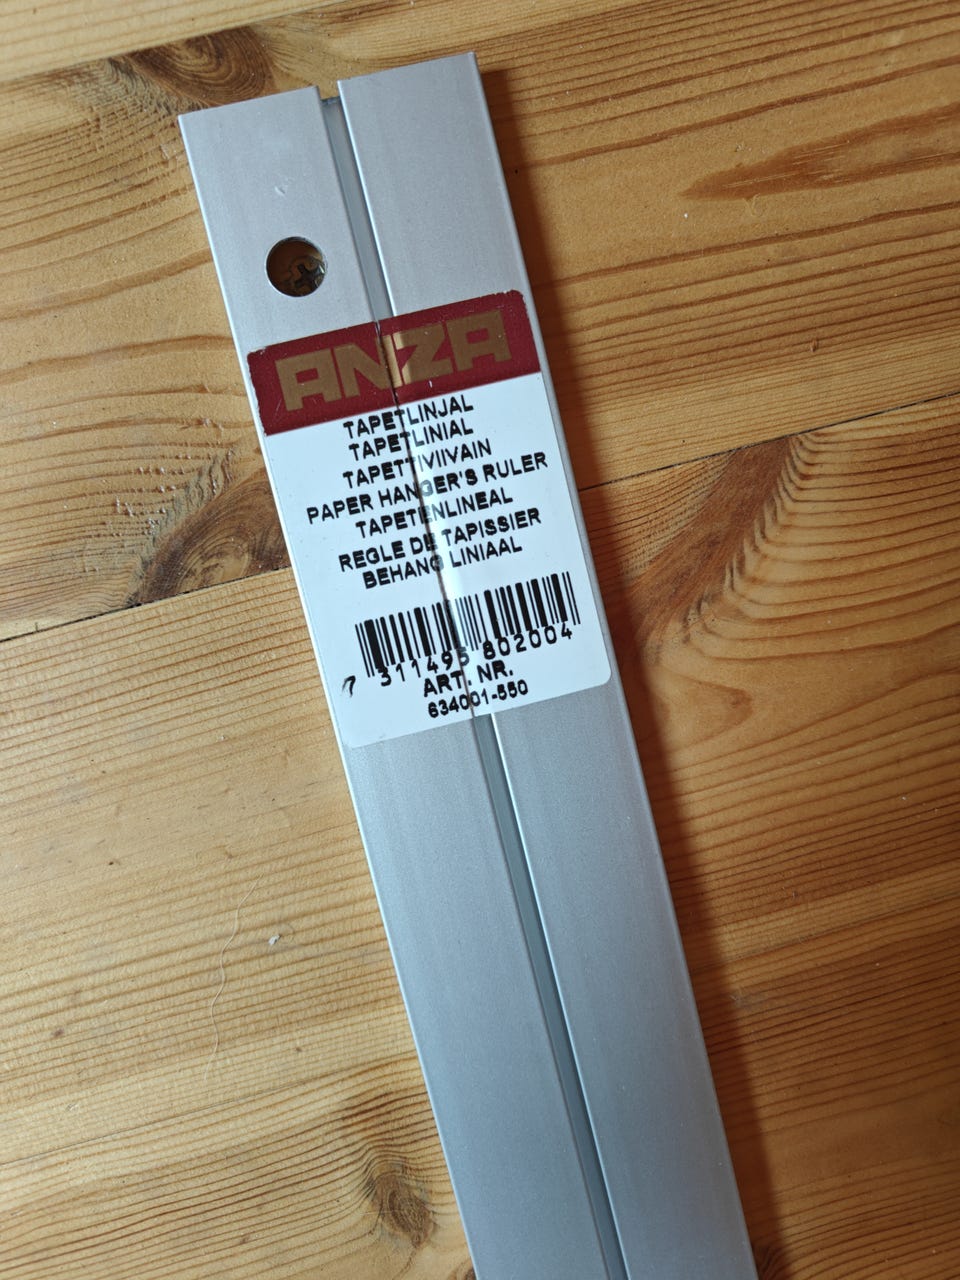 ANZA
TAPETLINJAL
TAPETLINIAL
TAPETTIVIIVAIN
PAPER HANGER'S RULER
TAPETENLINEAL
REGLE DE TAPISSIER
BEHANG LINIAAL
7 311495 802004
ART. NR.
634001-550